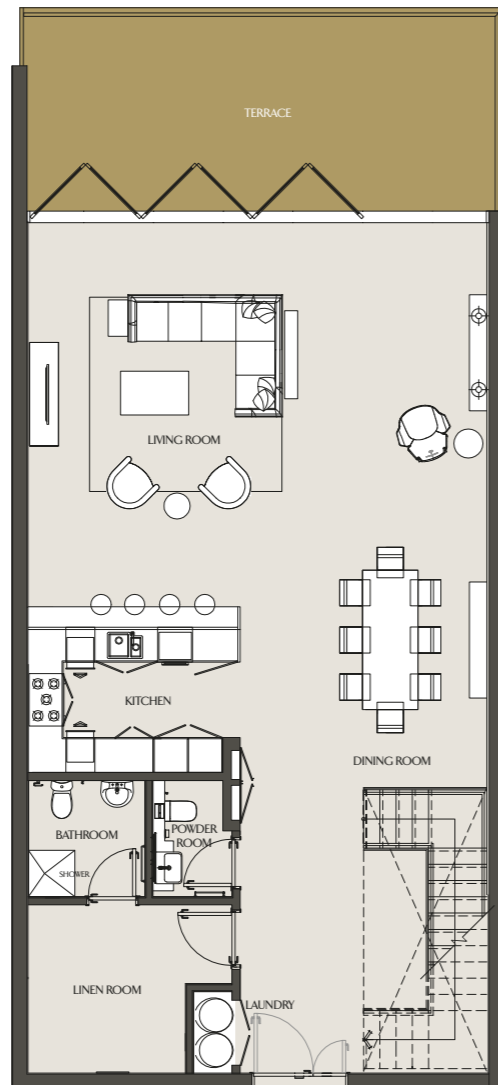 TERRACE
LIVING ROOM
KITCHEN
DINING ROOM
BATHROOM
POWDER
ROOM
SHOWER
LINEN ROOM
LAUNDRY